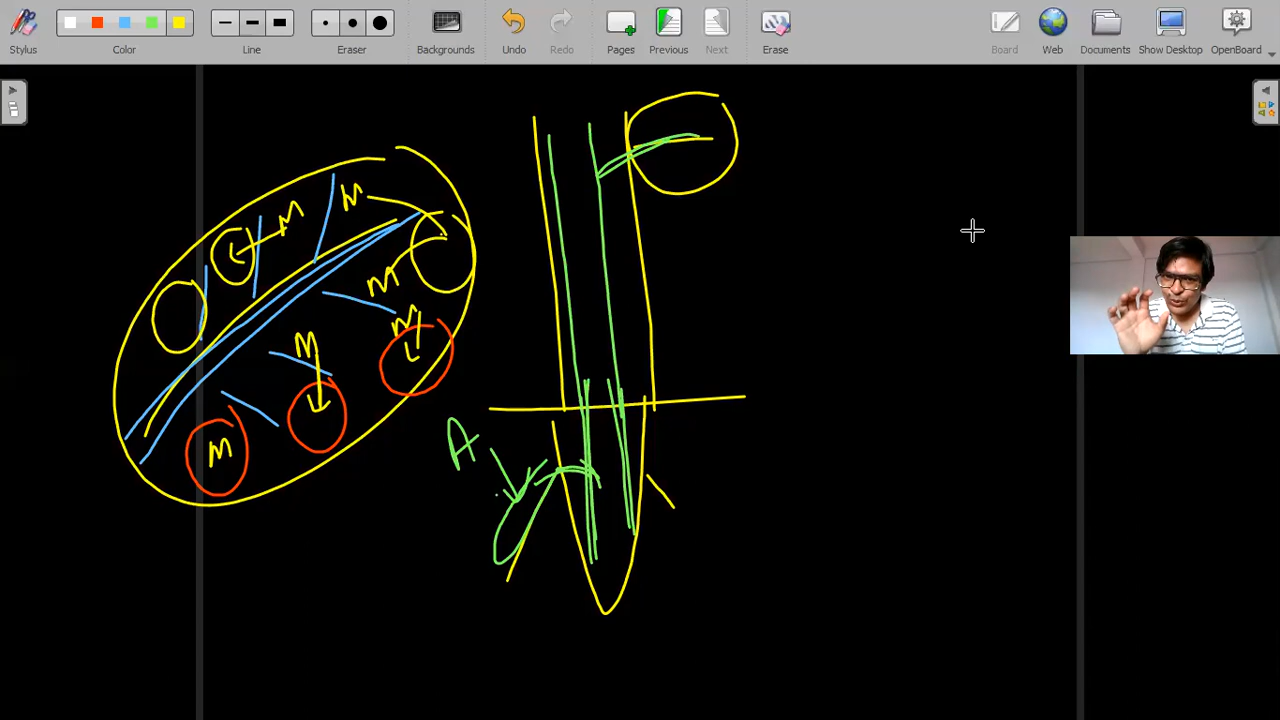 Stylus
Color
Line
Eraser
Backgrounds
Undo
Redo
Pages
Previous
Next
Erase
Board
Web
Documents
Show Desktop
OpenBoard
M
M
M
M
M
M
A